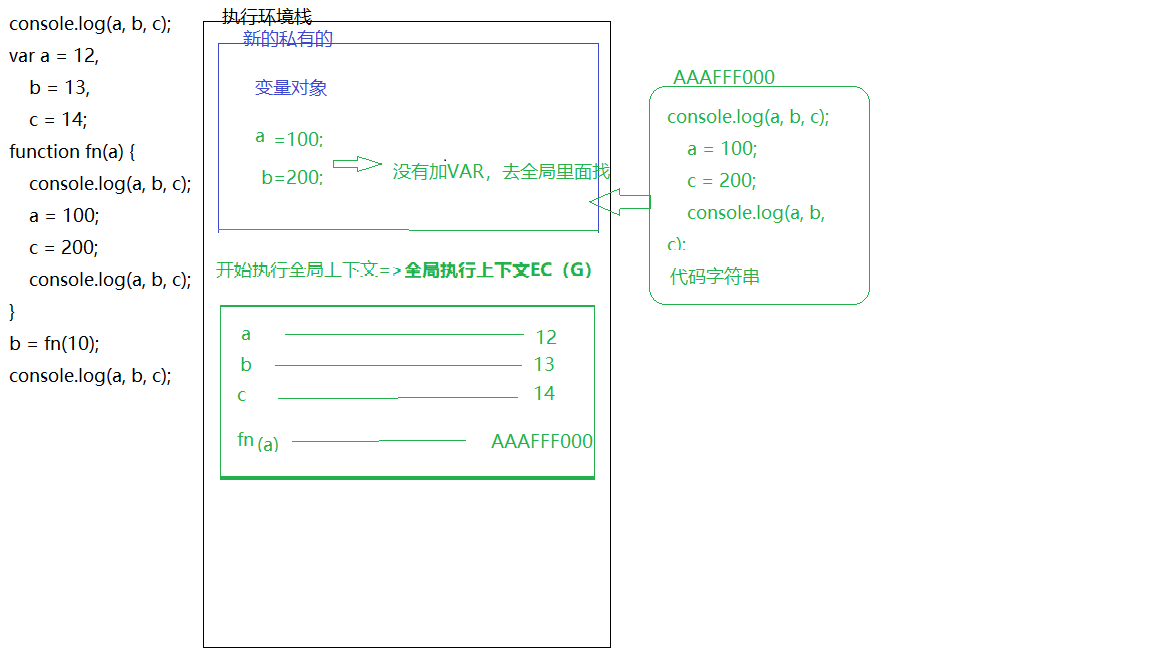 console.log(a, b, c);
var a = 12,
b = 13,
c = 14;
function fn(a) {
console.log(a, b, c);
a = 100;
c = 200;
console.log(a, b, c);
}
b = fn(10);
console.log(a, b, c);
执行环境栈
新的私有的
变量对象
a =100;
b=200;
没有加VAR，去全局里面找
开始执行全局上下文=>全局执行上下文EC（G）
a 12
b 13
c 14
fn(a) AAAFFF000
AAAFFF000
console.log(a, b, c);
a = 100;
c = 200;
console.log(a, b,
c);
代码字符串